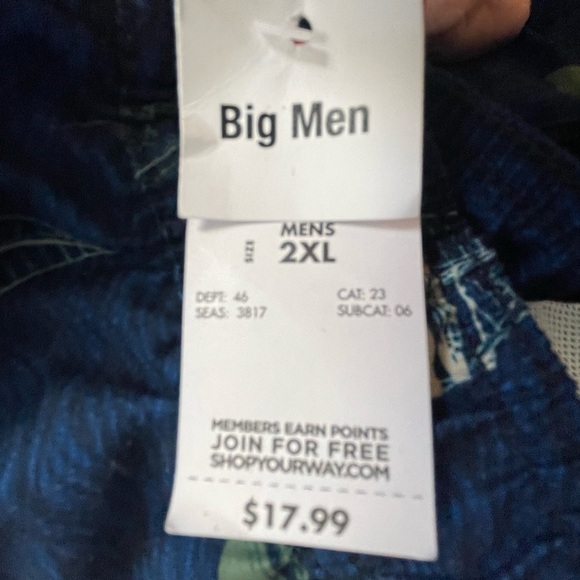 Big Men
MENS
SIZE 2XL
DEPT: 46 CAT: 23
SEAS: 3817 SUBCAT: 06
MEMBERS EARN POINTS
JOIN FOR FREE
SHOPYOURWAY.COM
$17.99